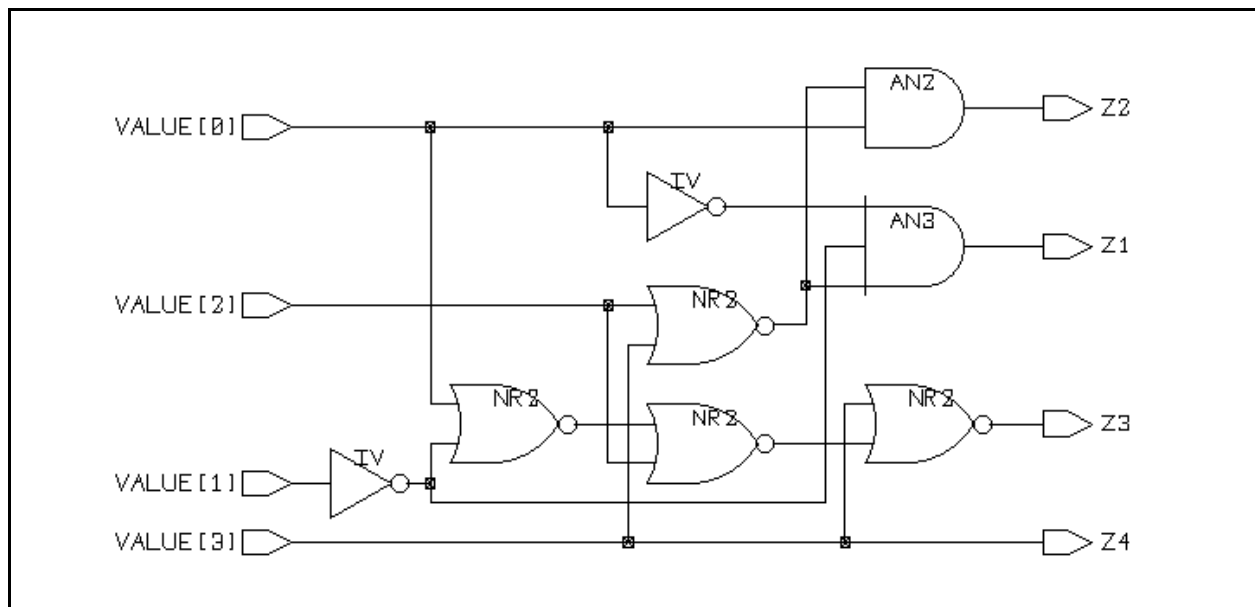 AN2
Z2
VALUE[0]
IV
AN3
Z1
VALUE[2]
NR2
NR2
NR2
NR2
Z3
IV
VALUE[1]
VALUE[3]
Z4